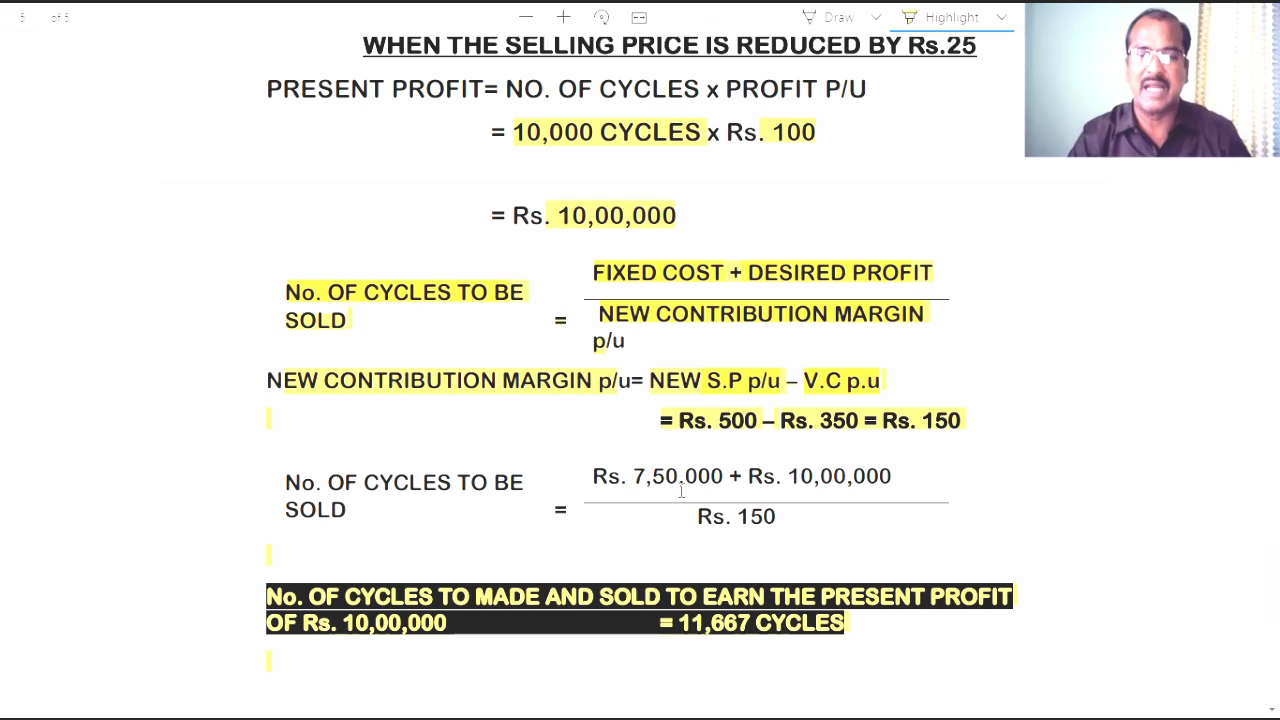 5 of 5 Draw Highlight
WHEN THE SELLING PRICE IS REDUCED BY Rs.25
PRESENT PROFIT= NO. OF CYCLES x PROFIT P/U
= 10,000 CYCLES x Rs. 100
= Rs. 10,00,000
No. OF CYCLES TO BE
SOLD =
FIXED COST + DESIRED PROFIT
NEW CONTRIBUTION MARGIN
p/u
NEW CONTRIBUTION MARGIN p/u= NEW S.P p/u – V.C p.u
= Rs. 500 – Rs. 350 = Rs. 150
No. OF CYCLES TO BE
SOLD =
Rs. 7,50,000 + Rs. 10,00,000
Rs. 150
No. OF CYCLES TO MADE AND SOLD TO EARN THE PRESENT PROFIT
OF Rs. 10,00,000 = 11,667 CYCLES